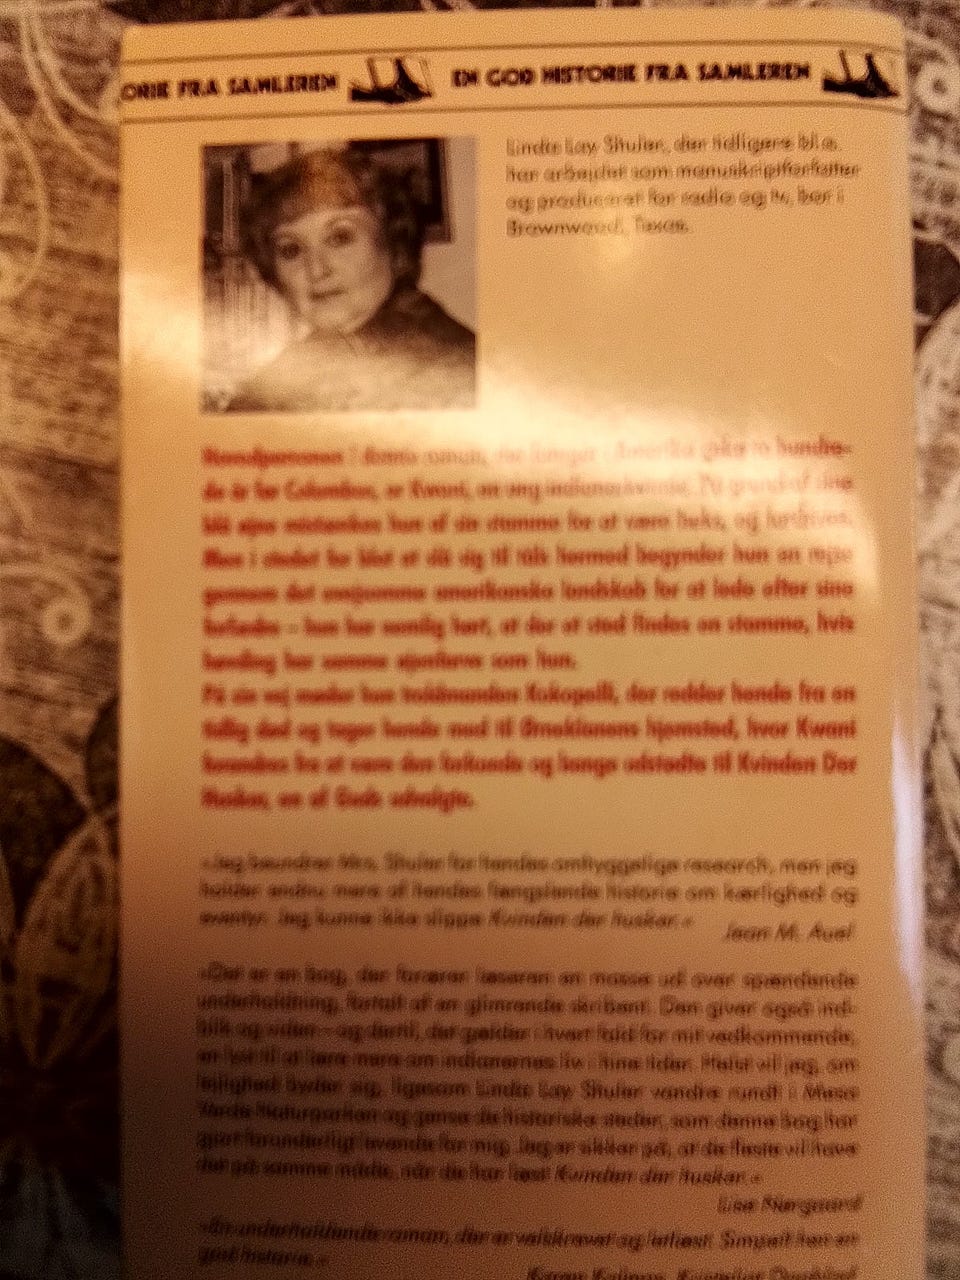 ORIE FRA SAMLEREN EN GOD HISTORIE FRA SAMLEREN
Linda Lay Shuler, der tidligere bl.a.
har arbejdet som manuskriptforfatter
og producent for radio og tv, bor i
Brownwood, Texas.
Hovedpersonen i denne roman, der foregår i Amerika cirka to hundre-
de år før Columbus, er Kwani, en ung indianerkvinde. På grund af sine
blå øjne mistænkes hun af sin stamme for at være heks, og fordrives.
Men i stedet for blot at slå sig til tåls hermed begynder hun en rejse
gennem det amerikanske landskab for at lede efter sine
forfædre – hun har nemlig hørt, at der et sted findes en stamme, hvis
høvding har samme øjenfarve som hun.
På sin vej møder hun troldmanden Kokopelli, der redder hende fra en
tidlig død og tager hende med til Ørneklanens hjemsted, hvor Kwani
forandres fra at være den forkundte og længe udstødte til Kvinden Der
Husker, en af Guds udvalgte.
»Jeg beundrer Mrs. Shuler for hendes omhyggelige research, men jeg
holder endnu mere af hendes fængslende historie om kærlighed og
eventyr. Jeg kunne ikke slippe Kvinden der husker.«
Jean M. Auel
»Det er en bog, der forærer læseren en masse ud over spændende
underholdning, fortalt af en glimrende skribent. Den giver også ind-
blik og viden – og dertil, det gælder i hvert fald for mit vedkommende,
en lyst til at lære mere om indianernes liv i hine tider. Helst vil jeg, om
lejlighed byder sig, ligesom Linda Lay Shuler vandre rundt i Mesa
Verde Naturparken og gense de historiske steder, som denne bog har
gjort forunderligt levende for mig. Jeg er sikker på, at de fleste vil have
det på samme måde, når de har læst Kvinden der husker.«
Lise Nørgaard
»En underholdende roman, der er velskrevet og letlæst. Simpelt hen en
god historie.«